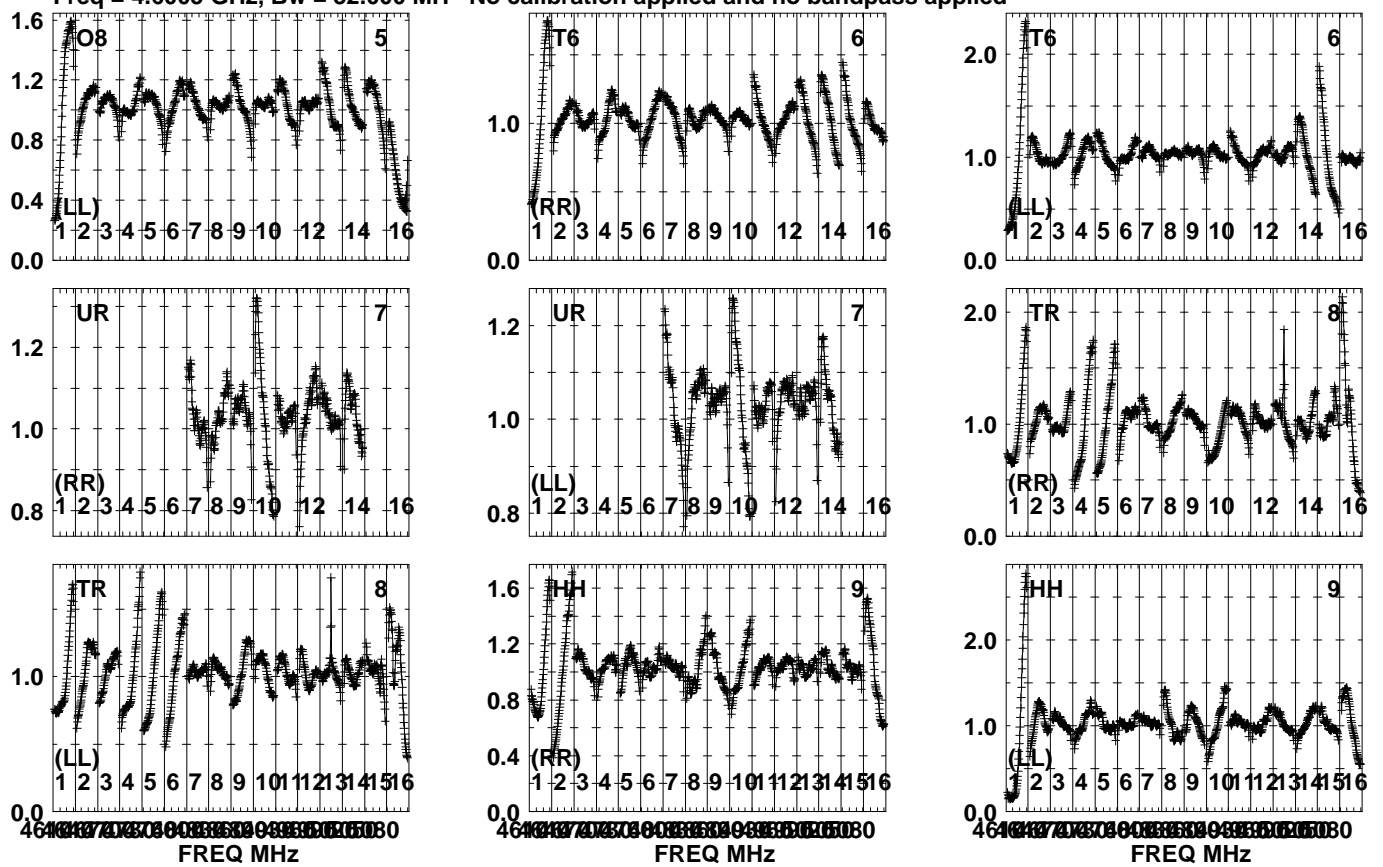 No calibration applied and no bandpass applied
1.6 O8 5 T6 6 2.0 T6 6
1.2
0.8 1.0 1.0
0.4
(LL) (RR) (LL)
1 2 3 4 5 6 7 8 9 10 12 14 16 1 2 3 4 5 6 7 8 9 10 12 14 16 1 2 3 4 5 6 7 8 9 10 12 14 16
0.0 0.0 0.0
UR 7 UR 7 2.0 TR 8
1.2 1.2
1.0 1.0 1.0
(RR) (LL) (RR)
1 2 3 4 5 6 7 8 9 10 12 14 16 1 2 3 4 5 6 7 8 9 10 12 14 16 1 2 3 4 5 6 7 8 9 10 12 14 16
0.8 0.8 0.0
TR 8 1.6 HH 9 HH 9
1.2 2.0
1.0 0.8 1.0
0.4
(LL) (RR) (LL)
1 2 3 4 5 6 7 8 9 10 11 12 13 15 16 1 2 3 4 5 6 7 8 9 10 11 12 13 14 15 16 1 2 3 4 5 6 7 8 9 10 11 12 13 14 15 16
0.0 0.0 0.0
FREQ MHz FREQ MHz FREQ MHz